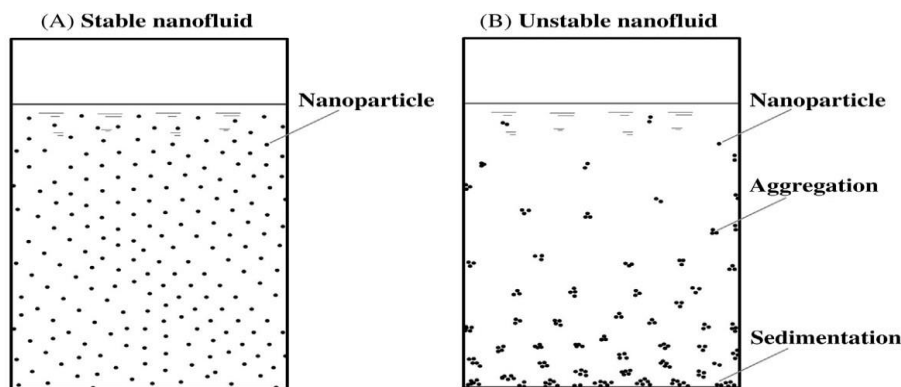 (A) Stable nanofluid
Nanoparticle
(B) Unstable nanofluid
Nanoparticle
Aggregation
Sedimentation